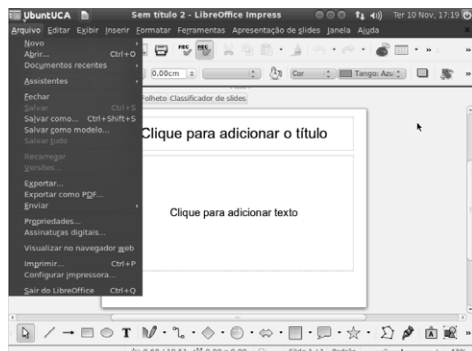 UbuntUCA Sem título 2 - LibreOffice Impress Ter 10 Nov, 17:19
Arquivo Editar Exibir Inserir Formatar Ferramentas Apresentação de slides Janela Ajuda
Novo
Abrir... Ctrl+O
Documentos recentes
0,00cm Cor Tango: Azu
Assistentes
Fechar
Folheto Classificador de slides
Salvar Ctrl+S
Salvar como... Ctrl+Shift+S
Salvar como modelo...
Salvar tudo
Clique para adicionar o título
Recarregar
Versões...
Exportar...
Exportar como PDF...
Enviar
Clique para adicionar texto
Propriedades...
Assinaturas digitais...
Visualizar no navegador web
Imprimir... Ctrl+P
Configurar impressora...
Sair do LibreOffice Ctrl+Q